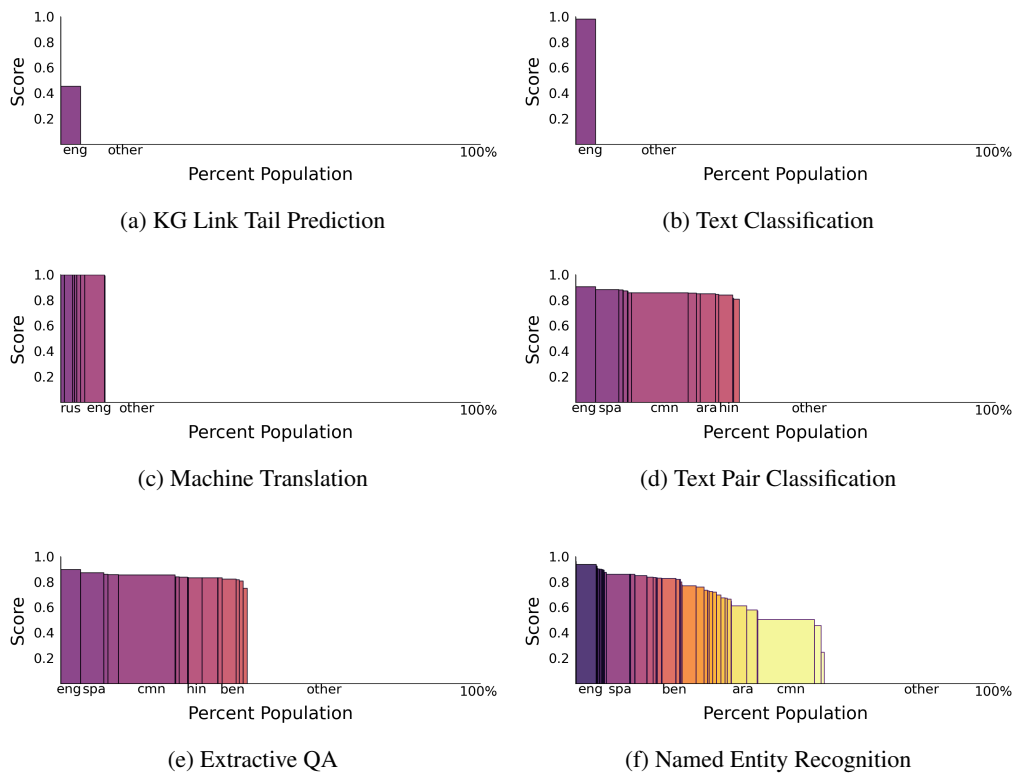 1.0
0.8
0.6
0.4
0.2
Score
eng other 100%
Percent Population
(a) KG Link Tail Prediction
1.0
0.8
0.6
0.4
0.2
Score
eng other 100%
Percent Population
(b) Text Classification
1.0
0.8
0.6
0.4
0.2
Score
rus eng other 100%
Percent Population
(c) Machine Translation
1.0
0.8
0.6
0.4
0.2
Score
eng spa cmn ara hin other 100%
Percent Population
(d) Text Pair Classification
1.0
0.8
0.6
0.4
0.2
Score
eng spa cmn hin ben other 100%
Percent Population
(e) Extractive QA
1.0
0.8
0.6
0.4
0.2
Score
eng spa ben ara cmn other 100%
Percent Population
(f) Named Entity Recognition